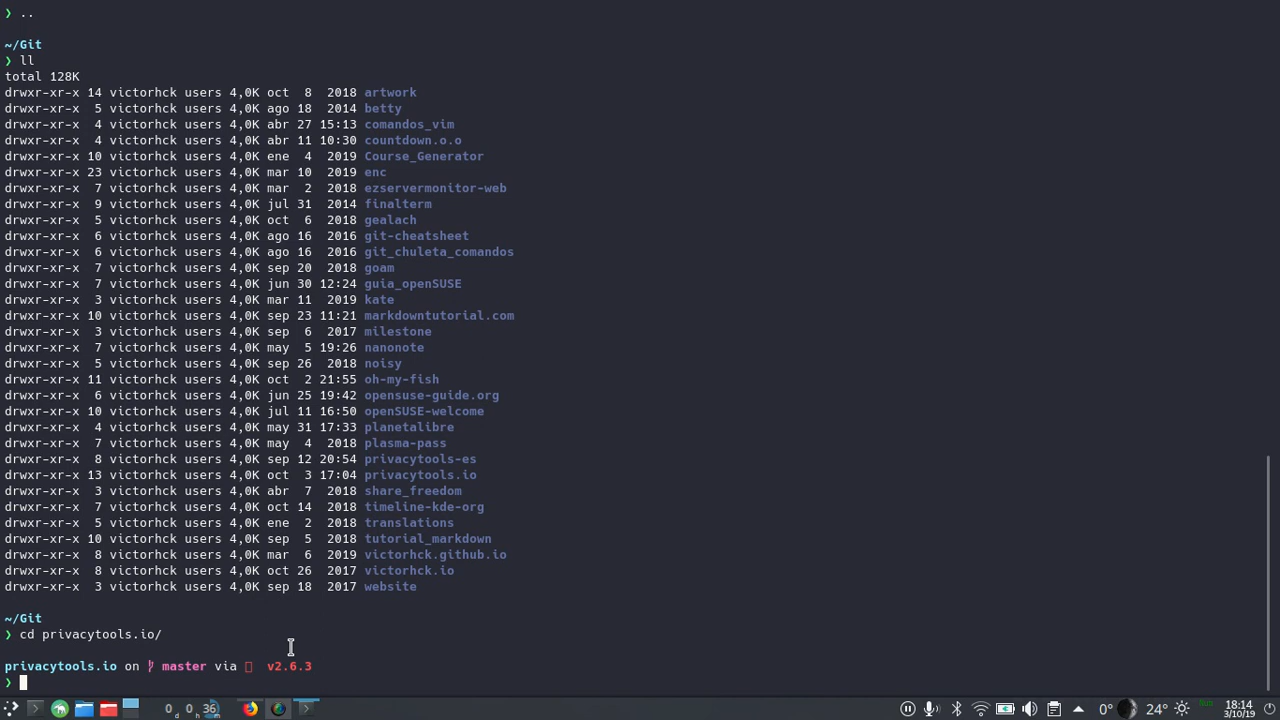 ❯ ..
~/Git
❯ ll
total 128K
drwxr-xr-x 14 victorhck users 4,0K oct  8  2018 artwork
drwxr-xr-x  5 victorhck users 4,0K ago 18  2014 betty
drwxr-xr-x  4 victorhck users 4,0K abr 27 15:13 comandos_vim
drwxr-xr-x  4 victorhck users 4,0K abr 11 10:30 countdown.o.o
drwxr-xr-x 10 victorhck users 4,0K ene  4  2019 Course_Generator
drwxr-xr-x 23 victorhck users 4,0K mar 10  2019 enc
drwxr-xr-x  7 victorhck users 4,0K mar  2  2018 ezservermonitor-web
drwxr-xr-x  9 victorhck users 4,0K jul 31  2014 finalterm
drwxr-xr-x  5 victorhck users 4,0K oct  6  2018 gealach
drwxr-xr-x  6 victorhck users 4,0K ago 16  2016 git-cheatsheet
drwxr-xr-x  6 victorhck users 4,0K ago 16  2016 git_chuleta_comandos
drwxr-xr-x  7 victorhck users 4,0K sep 20  2018 goam
drwxr-xr-x  7 victorhck users 4,0K jun 30 12:24 guia_openSUSE
drwxr-xr-x  3 victorhck users 4,0K mar 11  2019 kate
drwxr-xr-x 10 victorhck users 4,0K sep 23 11:21 markdowntutorial.com
drwxr-xr-x  3 victorhck users 4,0K sep  6  2017 milestone
drwxr-xr-x  7 victorhck users 4,0K may  5 19:26 nanonote
drwxr-xr-x  5 victorhck users 4,0K sep 26  2018 noisy
drwxr-xr-x 11 victorhck users 4,0K oct  2 21:55 oh-my-fish
drwxr-xr-x  6 victorhck users 4,0K jun 25 19:42 opensuse-guide.org
drwxr-xr-x 10 victorhck users 4,0K jul 11 16:50 openSUSE-welcome
drwxr-xr-x  4 victorhck users 4,0K may 31 17:33 planetalibre
drwxr-xr-x  7 victorhck users 4,0K may  4  2018 plasma-pass
drwxr-xr-x  8 victorhck users 4,0K sep 12 20:54 privacytools-es
drwxr-xr-x 13 victorhck users 4,0K oct  3 17:04 privacytools.io
drwxr-xr-x  3 victorhck users 4,0K abr  7  2018 share_freedom
drwxr-xr-x  7 victorhck users 4,0K oct 14  2018 timeline-kde-org
drwxr-xr-x  5 victorhck users 4,0K ene  2  2018 translations
drwxr-xr-x 10 victorhck users 4,0K sep  5  2018 tutorial_markdown
drwxr-xr-x  8 victorhck users 4,0K mar  6  2019 victorhck.github.io
drwxr-xr-x  8 victorhck users 4,0K oct 26  2017 victorhck.io
drwxr-xr-x  3 victorhck users 4,0K sep 18  2017 website
~/Git
❯ cd privacytools.io/
privacytools.io on master via v2.6.3
❯
0 d 0 h 36 m 0° 24° 18:14
3/10/19